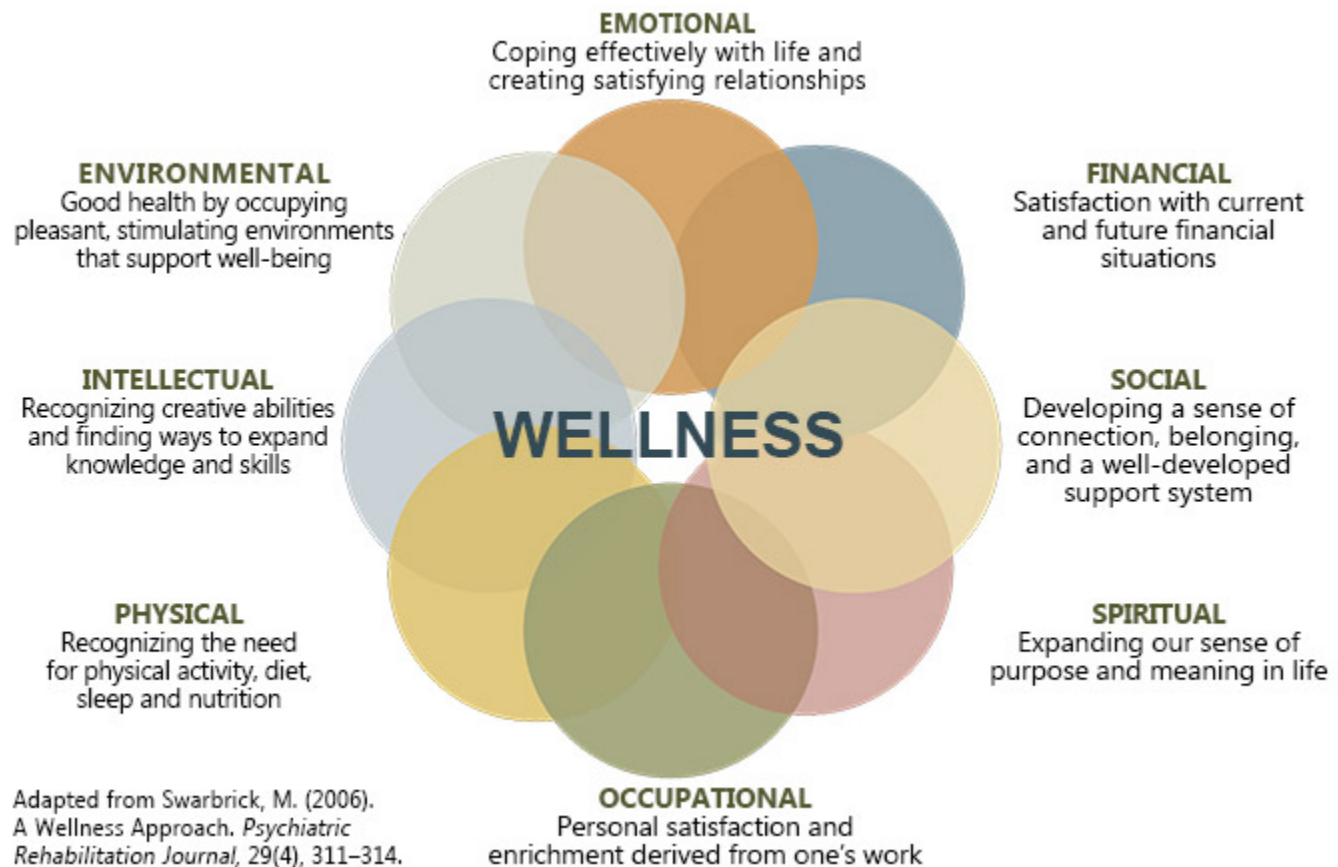 EMOTIONAL
Coping effectively with life and
creating satisfying relationships
ENVIRONMENTAL
Good health by occupying
pleasant, stimulating environments
that support well-being
FINANCIAL
Satisfaction with current
and future financial
situations
INTELLECTUAL
Recognizing creative abilities
and finding ways to expand
knowledge and skills
WELLNESS
SOCIAL
Developing a sense of
connection, belonging,
and a well-developed
support system
PHYSICAL
Recognizing the need
for physical activity, diet,
sleep and nutrition
SPIRITUAL
Expanding our sense of
purpose and meaning in life
OCCUPATIONAL
Personal satisfaction and
enrichment derived from one’s work
Adapted from Swarbrick, M. (2006).
A Wellness Approach. Psychiatric
Rehabilitation Journal, 29(4), 311–314.